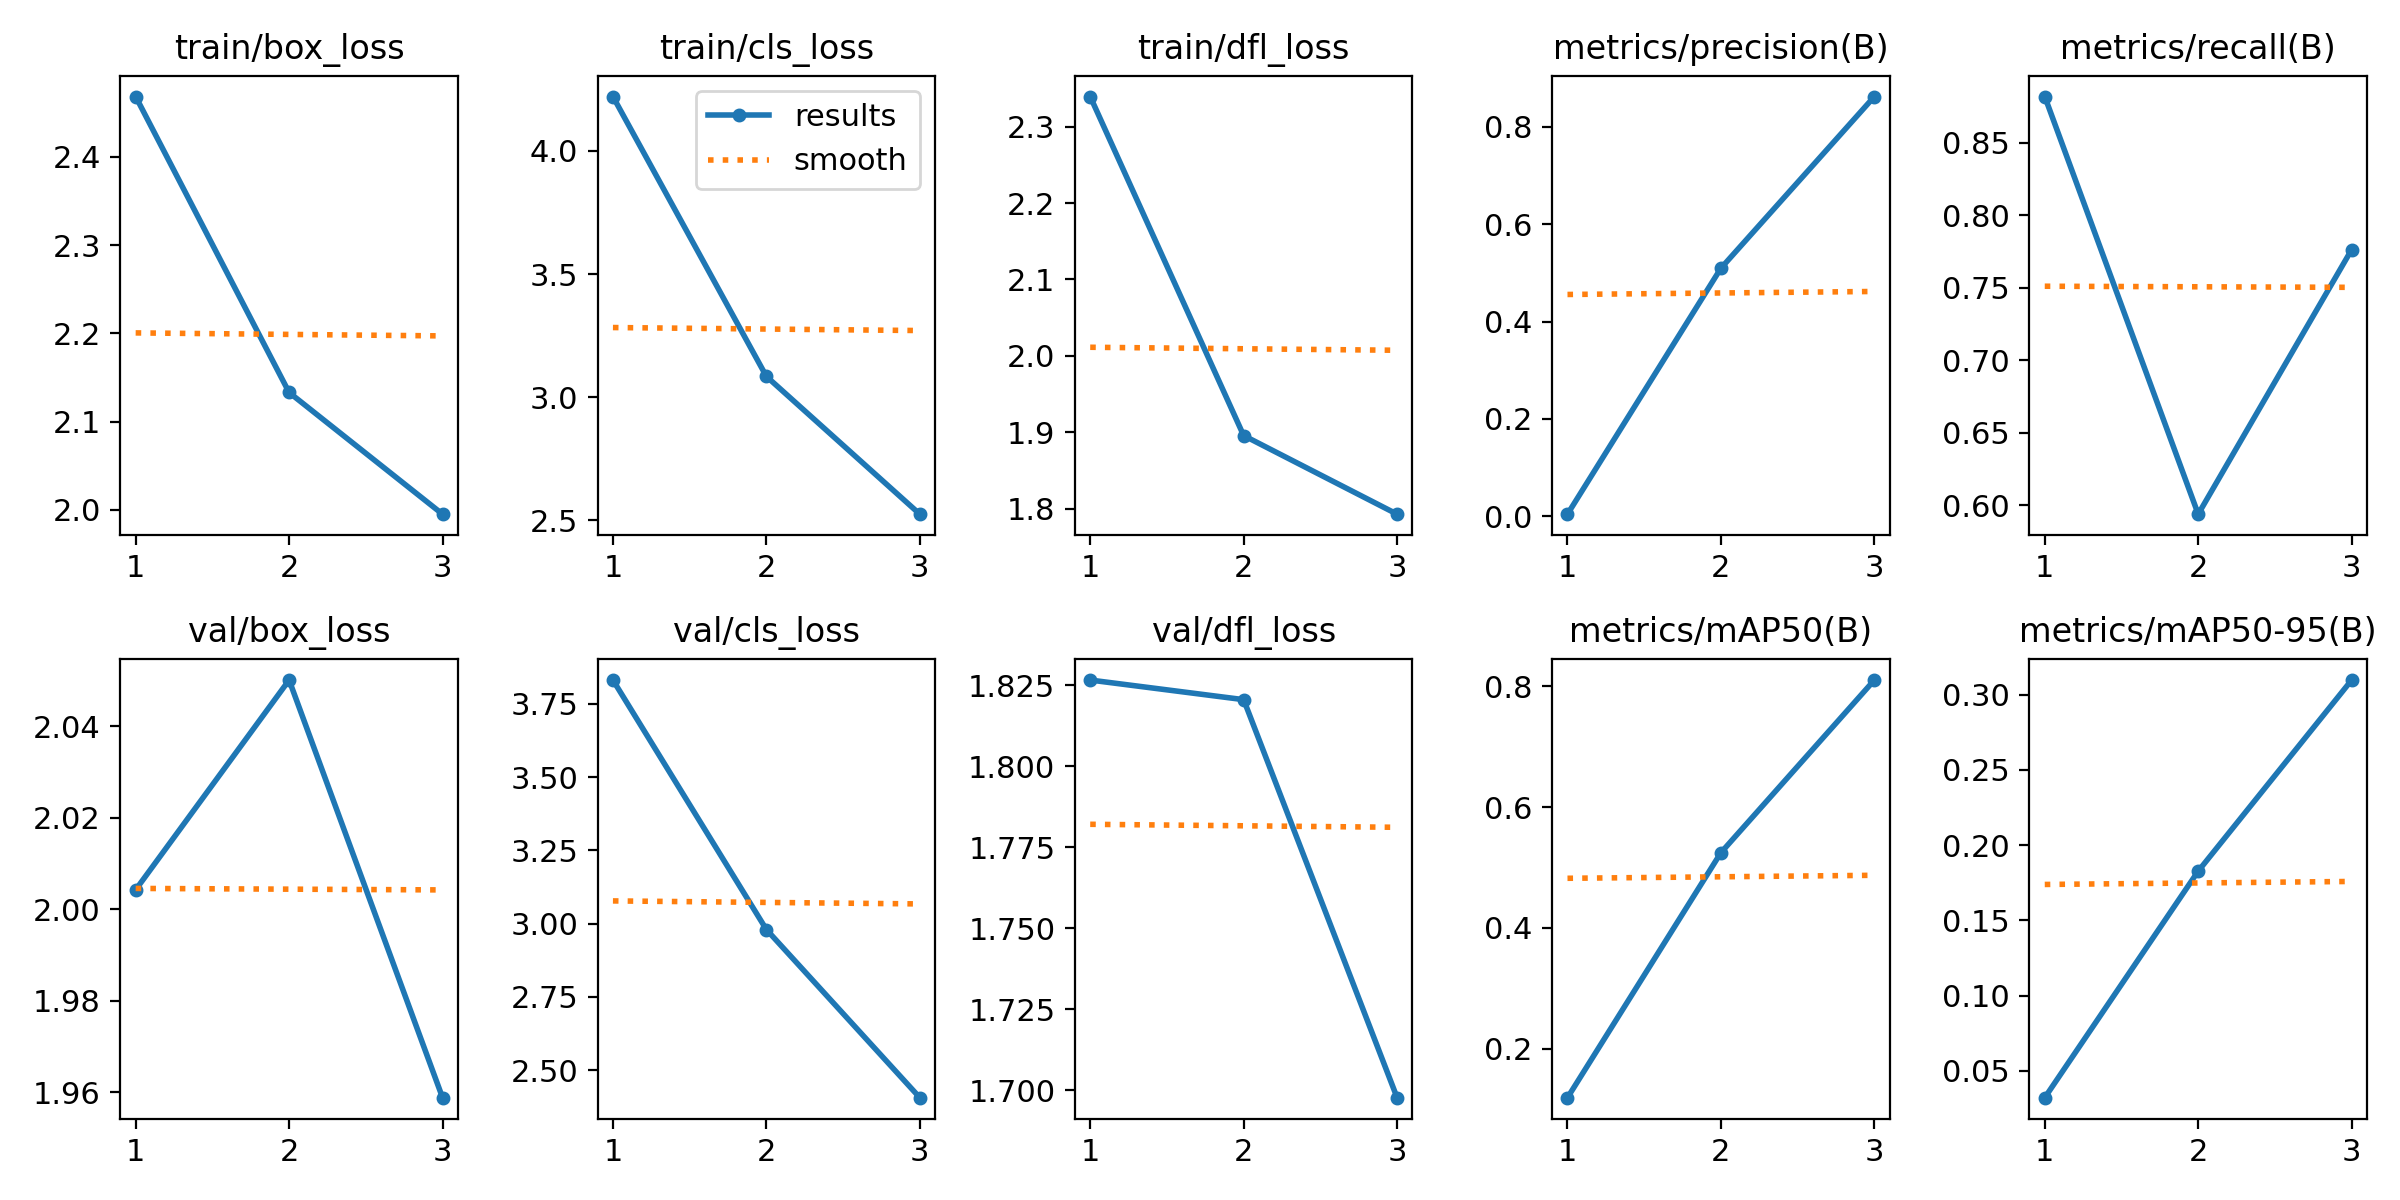 train/box_loss
2.4
2.3
2.2
2.1
2.0
1 2 3
train/cls_loss
results
smooth
4.0
3.5
3.0
2.5
1 2 3
train/dfl_loss
2.3
2.2
2.1
2.0
1.9
1.8
1 2 3
metrics/precision(B)
0.8
0.6
0.4
0.2
0.0
1 2 3
metrics/recall(B)
0.85
0.80
0.75
0.70
0.65
0.60
1 2 3
val/box_loss
2.04
2.02
2.00
1.98
1.96
1 2 3
val/cls_loss
3.75
3.50
3.25
3.00
2.75
2.50
1 2 3
val/dfl_loss
1.825
1.800
1.775
1.750
1.725
1.700
1 2 3
metrics/mAP50(B)
0.8
0.6
0.4
0.2
1 2 3
metrics/mAP50-95(B)
0.30
0.25
0.20
0.15
0.10
0.05
1 2 3